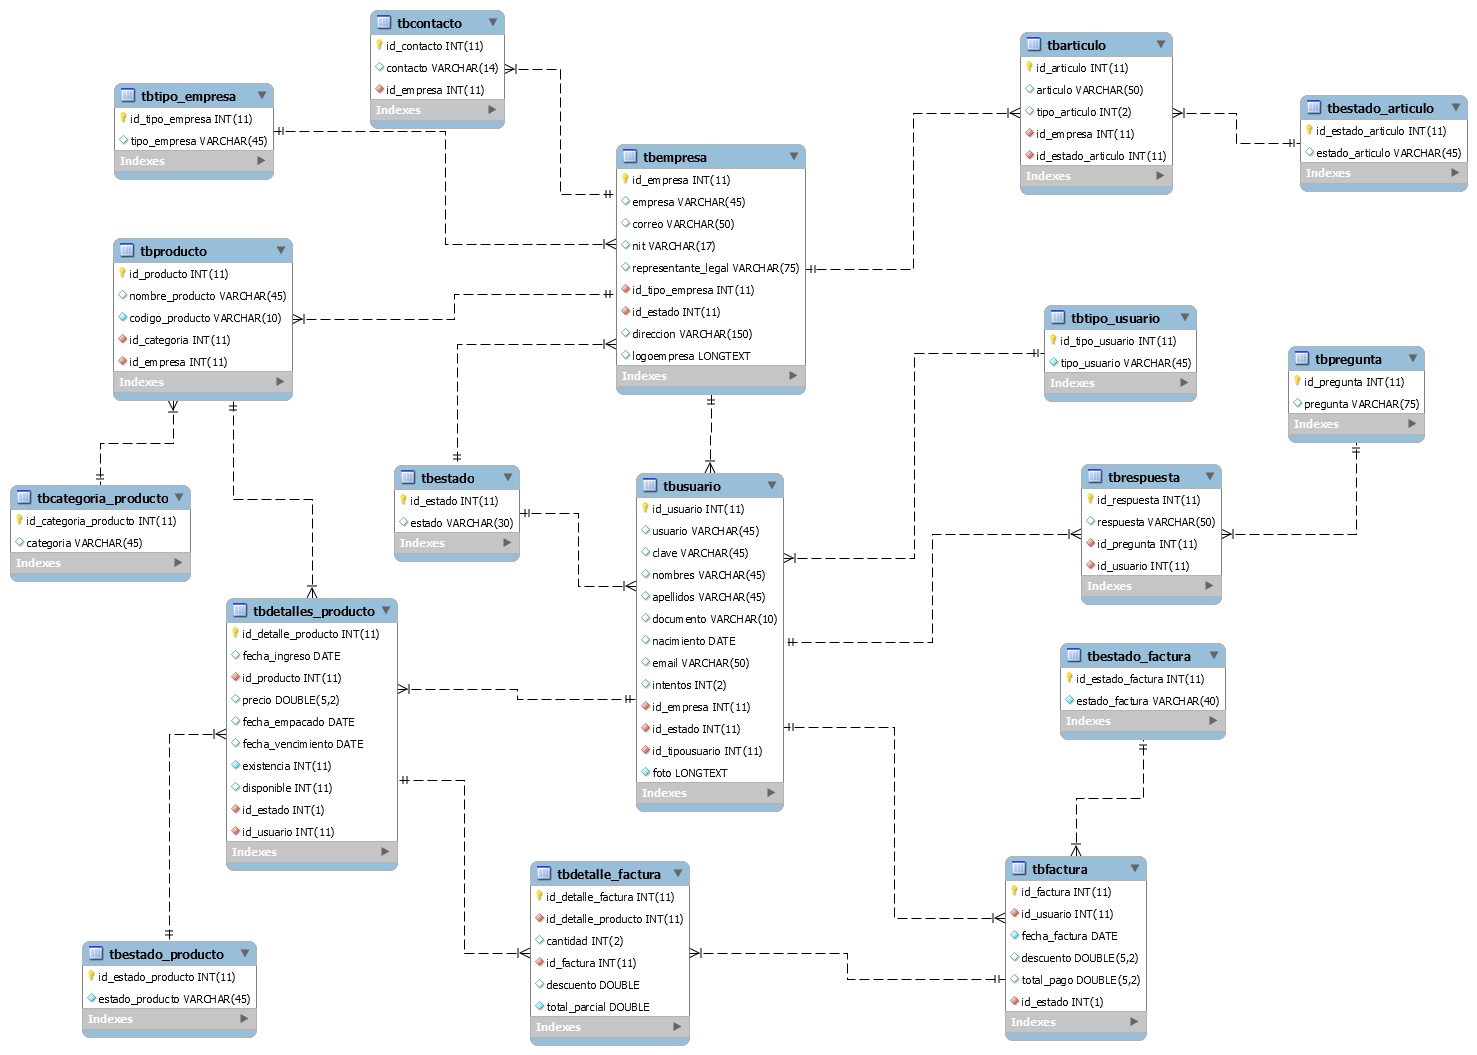 tbcontacto
id_contacto INT(11)
contacto VARCHAR(14)
id_empresa INT(11)
Indexes
tbtipo_empresa
id_tipo_empresa INT(11)
tipo_empresa VARCHAR(45)
Indexes
tbempresa
id_empresa INT(11)
empresa VARCHAR(45)
correo VARCHAR(50)
nit VARCHAR(17)
representante_legal VARCHAR(75)
id_tipo_empresa INT(11)
id_estado INT(11)
direccion VARCHAR(150)
logoempresa LONGTEXT
Indexes
tbarticulo
id_articulo INT(11)
articulo VARCHAR(50)
tipo_articulo INT(2)
id_empresa INT(11)
id_estado_articulo INT(11)
Indexes
tbestado_articulo
id_estado_articulo INT(11)
estado_articulo VARCHAR(45)
Indexes
tbproducto
id_producto INT(11)
nombre_producto VARCHAR(45)
codigo_producto VARCHAR(10)
id_categoria INT(11)
id_empresa INT(11)
Indexes
tbtipo_usuario
id_tipo_usuario INT(11)
tipo_usuario VARCHAR(45)
Indexes
tbpregunta
id_pregunta INT(11)
pregunta VARCHAR(75)
Indexes
tbcategoria_producto
id_categoria_producto INT(11)
categoria VARCHAR(45)
Indexes
tbestado
id_estado INT(11)
estado VARCHAR(30)
Indexes
tbusuario
id_usuario INT(11)
usuario VARCHAR(45)
clave VARCHAR(45)
nombres VARCHAR(45)
apellidos VARCHAR(45)
documento VARCHAR(10)
nacimiento DATE
email VARCHAR(50)
intentos INT(2)
id_empresa INT(11)
id_estado INT(11)
id_tipousuario INT(11)
foto LONGTEXT
Indexes
tbrespuesta
id_respuesta INT(11)
respuesta VARCHAR(50)
id_pregunta INT(11)
id_usuario INT(11)
Indexes
tbdetalles_producto
id_detalle_producto INT(11)
fecha_ingreso DATE
id_producto INT(11)
precio DOUBLE(5,2)
fecha_empacado DATE
fecha_vencimiento DATE
existencia INT(11)
disponible INT(11)
id_estado INT(1)
id_usuario INT(11)
Indexes
tbestado_factura
id_estado_factura INT(11)
estado_factura VARCHAR(40)
Indexes
tbdetalle_factura
id_detalle_factura INT(11)
id_detalle_producto INT(11)
cantidad INT(2)
id_factura INT(11)
descuento DOUBLE
total_parcial DOUBLE
Indexes
tbfactura
id_factura INT(11)
id_usuario INT(11)
fecha_factura DATE
descuento DOUBLE(5,2)
total_pago DOUBLE(5,2)
id_estado INT(1)
Indexes
tbestado_producto
id_estado_producto INT(11)
estado_producto VARCHAR(45)
Indexes